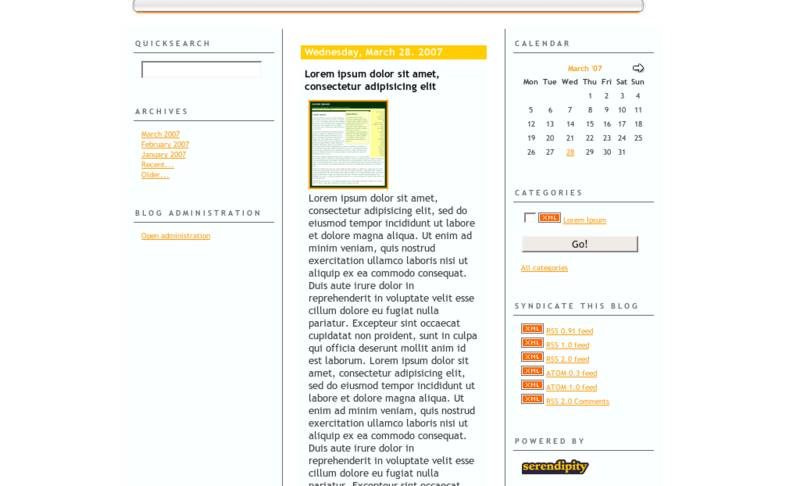 QUICKSEARCH
ARCHIVES
March 2007
February 2007
January 2007
Recent...
Older...
BLOG ADMINISTRATION
Open administration
Wednesday, March 28. 2007
Lorem ipsum dolor sit amet,
consectetur adipisicing elit
Lorem ipsum dolor sit amet,
consectetur adipisicing elit, sed do
eiusmod tempor incididunt ut labore
et dolore magna aliqua. Ut enim ad
minim veniam, quis nostrud
exercitation ullamco laboris nisi ut
aliquip ex ea commodo consequat.
Duis aute irure dolor in
reprehenderit in voluptate velit esse
cillum dolore eu fugiat nulla
pariatur. Excepteur sint occaecat
cupidatat non proident, sunt in culpa
qui officia deserunt mollit anim id
est laborum. Lorem ipsum dolor sit
amet, consectetur adipisicing elit,
sed do eiusmod tempor incididunt ut
labore et dolore magna aliqua. Ut
enim ad minim veniam, quis nostrud
exercitation ullamco laboris nisi ut
aliquip ex ea commodo consequat.
Duis aute irure dolor in
reprehenderit in voluptate velit esse
cillum dolore eu fugiat nulla
pariatur. Excepteur sint occaecat
CALENDAR
March '07
Mon Tue Wed Thu Fri Sat Sun
1 2 3 4
5 6 7 8 9 10 11
12 13 14 15 16 17 18
19 20 21 22 23 24 25
26 27 28 29 30 31
CATEGORIES
XML Lorem Ipsum
Go!
All categories
SYNDICATE THIS BLOG
XML RSS 0.91 feed
XML RSS 1.0 feed
XML RSS 2.0 feed
XML ATOM 0.3 feed
XML ATOM 1.0 feed
XML RSS 2.0 Comments
POWERED BY
serendipity